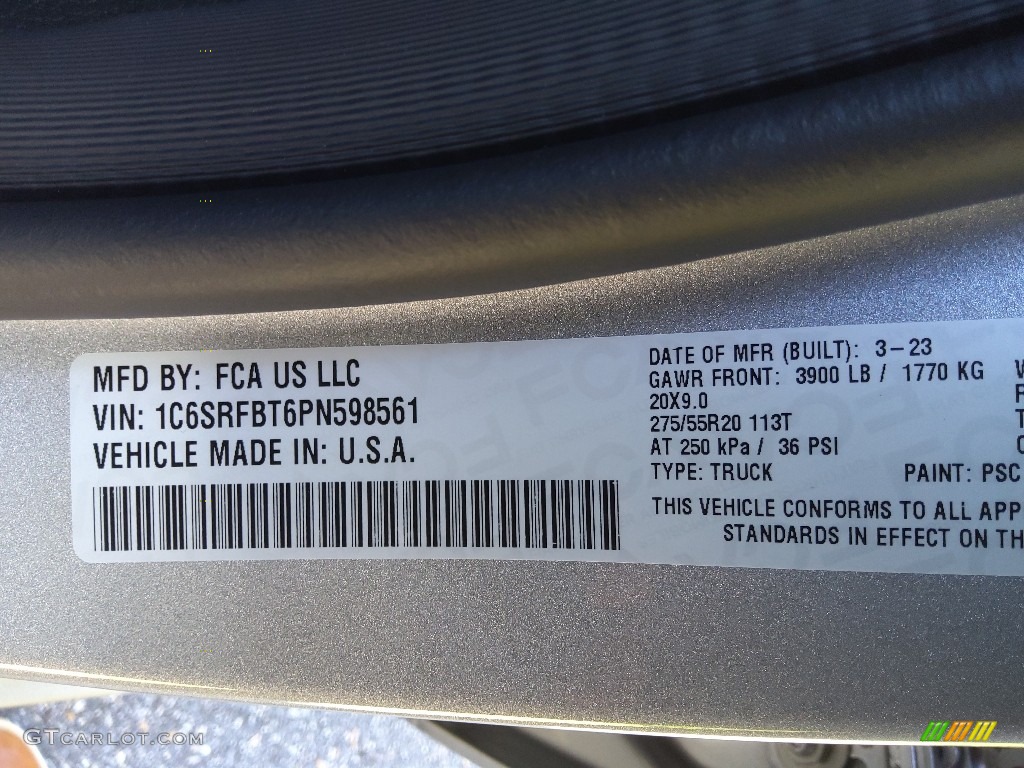 MFD BY: FCA US LLC
VIN: 1C6SRFBT6PN598561
VEHICLE MADE IN: U.S.A.
DATE OF MFR (BUILT): 3-23
GAWR FRONT: 3900 LB / 1770 KG
20X9.0
275/55R20 113T
AT 250 kPa / 36 PSI
TYPE: TRUCK PAINT: PSC
THIS VEHICLE CONFORMS TO ALL APP
STANDARDS IN EFFECT ON TH
GTCARLOT.COM